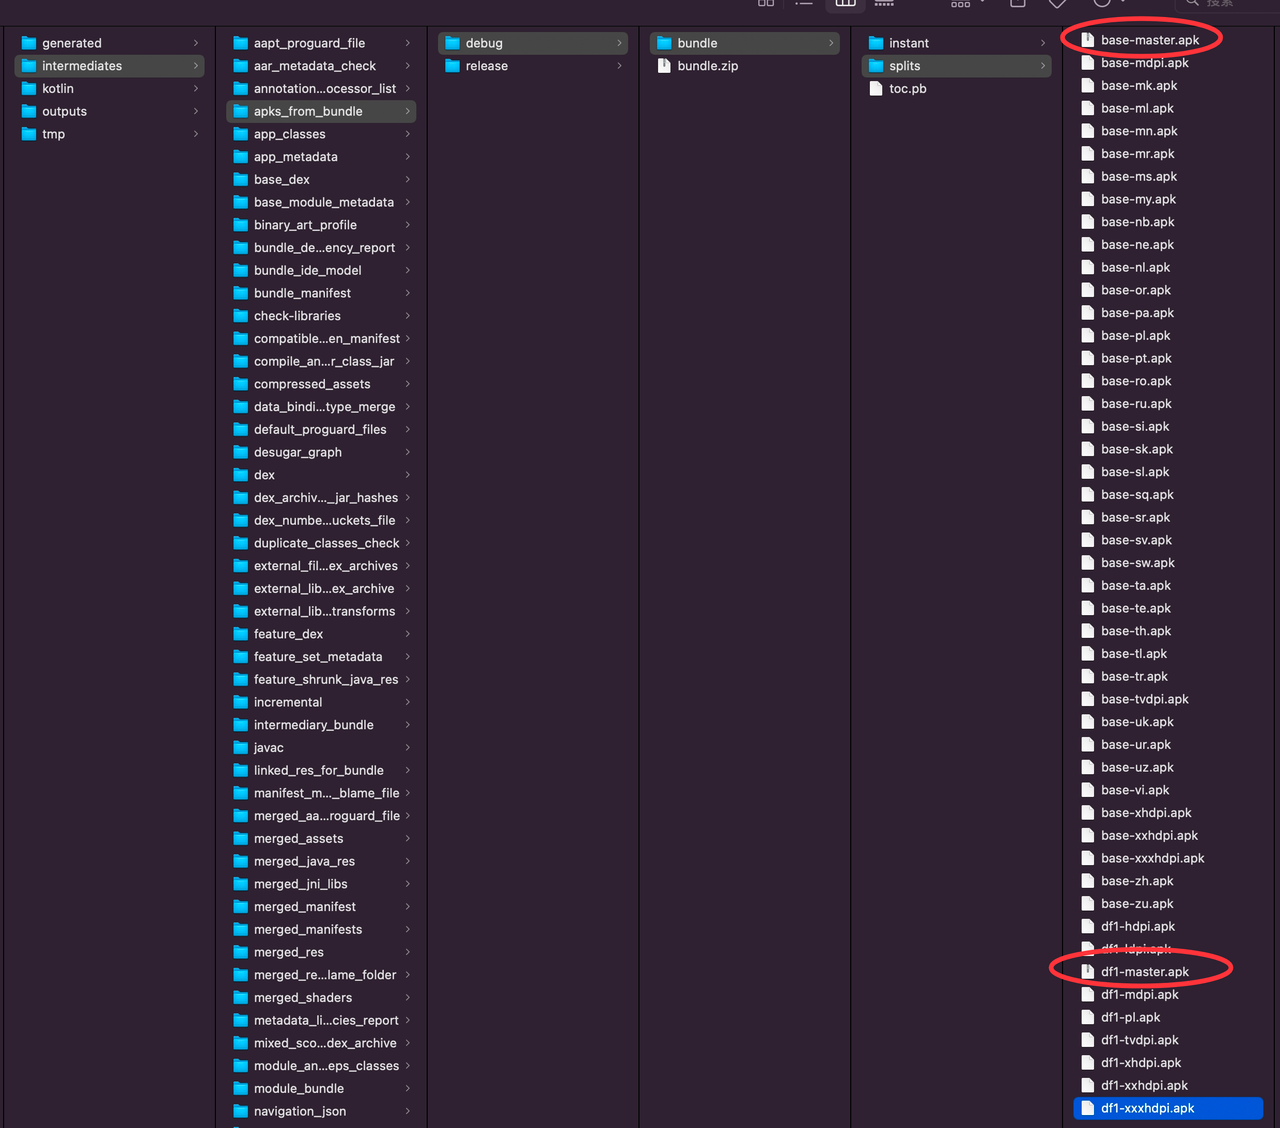 搜索
generated
intermediates
kotlin
outputs
tmp
aapt_proguard_file
aar_metadata_check
annotation...ocessor_list
apks_from_bundle
app_classes
app_metadata
base_dex
base_module_metadata
binary_art_profile
bundle_de...ency_report
bundle_ide_model
bundle_manifest
check-libraries
compatible...en_manifest
compile_an...r_class_jar
compressed_assets
data_bindi...type_merge
default_proguard_files
desugar_graph
dex
dex_archiv..._jar_hashes
dex_numbe...uckets_file
duplicate_classes_check
external_fil...ex_archives
external_lib...ex_archive
external_lib...transforms
feature_dex
feature_set_metadata
feature_shrunk_java_res
incremental
intermediary_bundle
javac
linked_res_for_bundle
manifest_m..._blame_file
merged_aa...roguard_file
merged_assets
merged_java_res
merged_jni_libs
merged_manifest
merged_manifests
merged_res
merged_re...lame_folder
merged_shaders
metadata_li...cies_report
mixed_sco...dex_archive
module_an...eps_classes
module_bundle
navigation_json
debug
release
bundle
bundle.zip
instant
splits
toc.pb
base-master.apk
base-mdpi.apk
base-mk.apk
base-ml.apk
base-mn.apk
base-mr.apk
base-ms.apk
base-my.apk
base-nb.apk
base-ne.apk
base-nl.apk
base-or.apk
base-pa.apk
base-pl.apk
base-pt.apk
base-ro.apk
base-ru.apk
base-si.apk
base-sk.apk
base-sl.apk
base-sq.apk
base-sr.apk
base-sv.apk
base-sw.apk
base-ta.apk
base-te.apk
base-th.apk
base-tl.apk
base-tr.apk
base-tvdpi.apk
base-uk.apk
base-ur.apk
base-uz.apk
base-vi.apk
base-xhdpi.apk
base-xxhdpi.apk
base-xxxhdpi.apk
base-zh.apk
base-zu.apk
df1-hdpi.apk
df1-ldpi.apk
df1-master.apk
df1-mdpi.apk
df1-pl.apk
df1-tvdpi.apk
df1-xhdpi.apk
df1-xxhdpi.apk
df1-xxxhdpi.apk